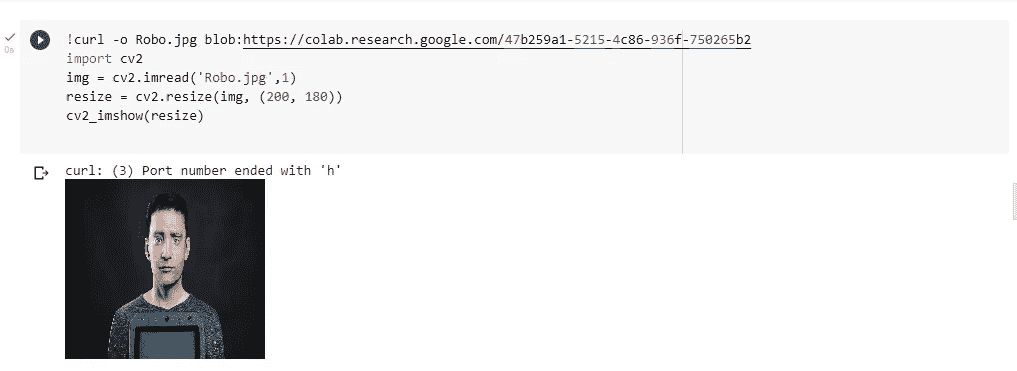 !curl -o Robo.jpg blob:https://colab.research.google.com/47b259a1-5215-4c86-936f-750265b2
import cv2
img = cv2.imread('Robo.jpg',1)
resize = cv2.resize(img, (200, 180))
cv2_imshow(resize)
0s
curl: (3) Port number ended with 'h'